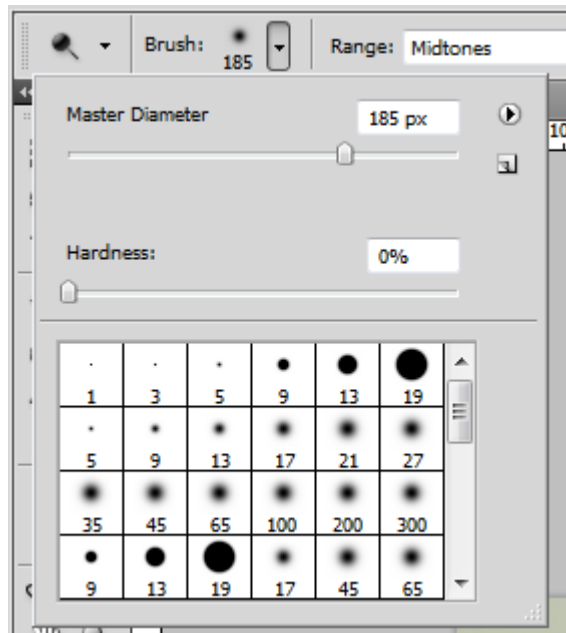 Brush: 185 Range: Midtones
Master Diameter 185 px
10
Hardness: 0%
1 3 5 9 13 19
5 9 13 17 21 27
35 45 65 100 200 300
9 13 19 17 45 65